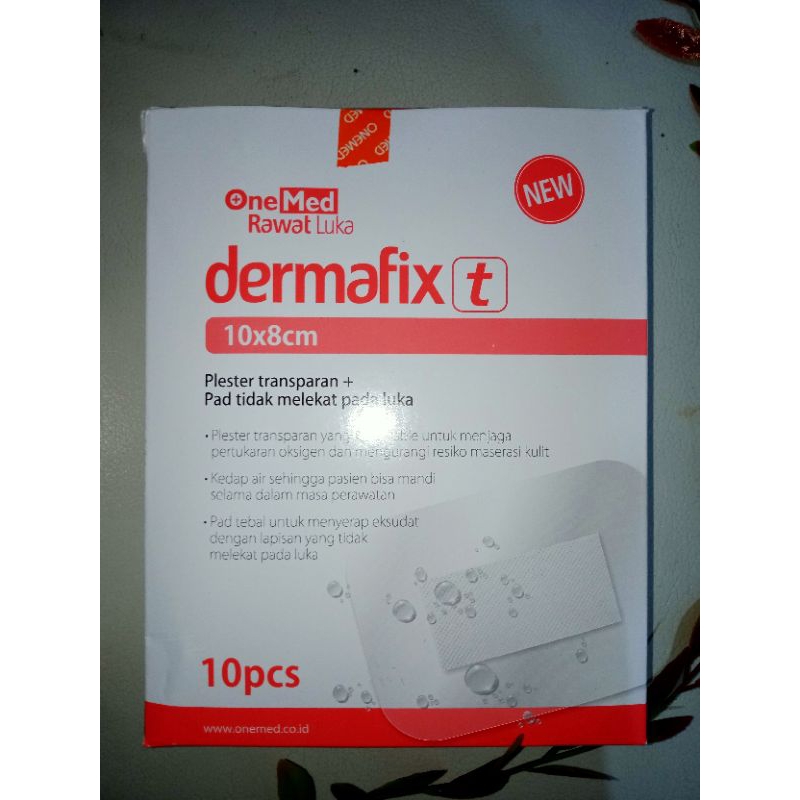 ONEMED
ONEMED
OneMed
Rawat Luka
NEW
dermafix t
10x8cm
Plester transparan +
Pad tidak melekat pada luka
• Plester transparan yang untuk menjaga
pertukaran oksigen dan mengurangi resiko maserasi kulit
• Kedap air sehingga pasien bisa mandi
selama dalam masa perawatan
• Pad tebal untuk menyerap eksudat
dengan lapisan yang tidak
melekat pada luka
10pcs
www.onemed.co.id